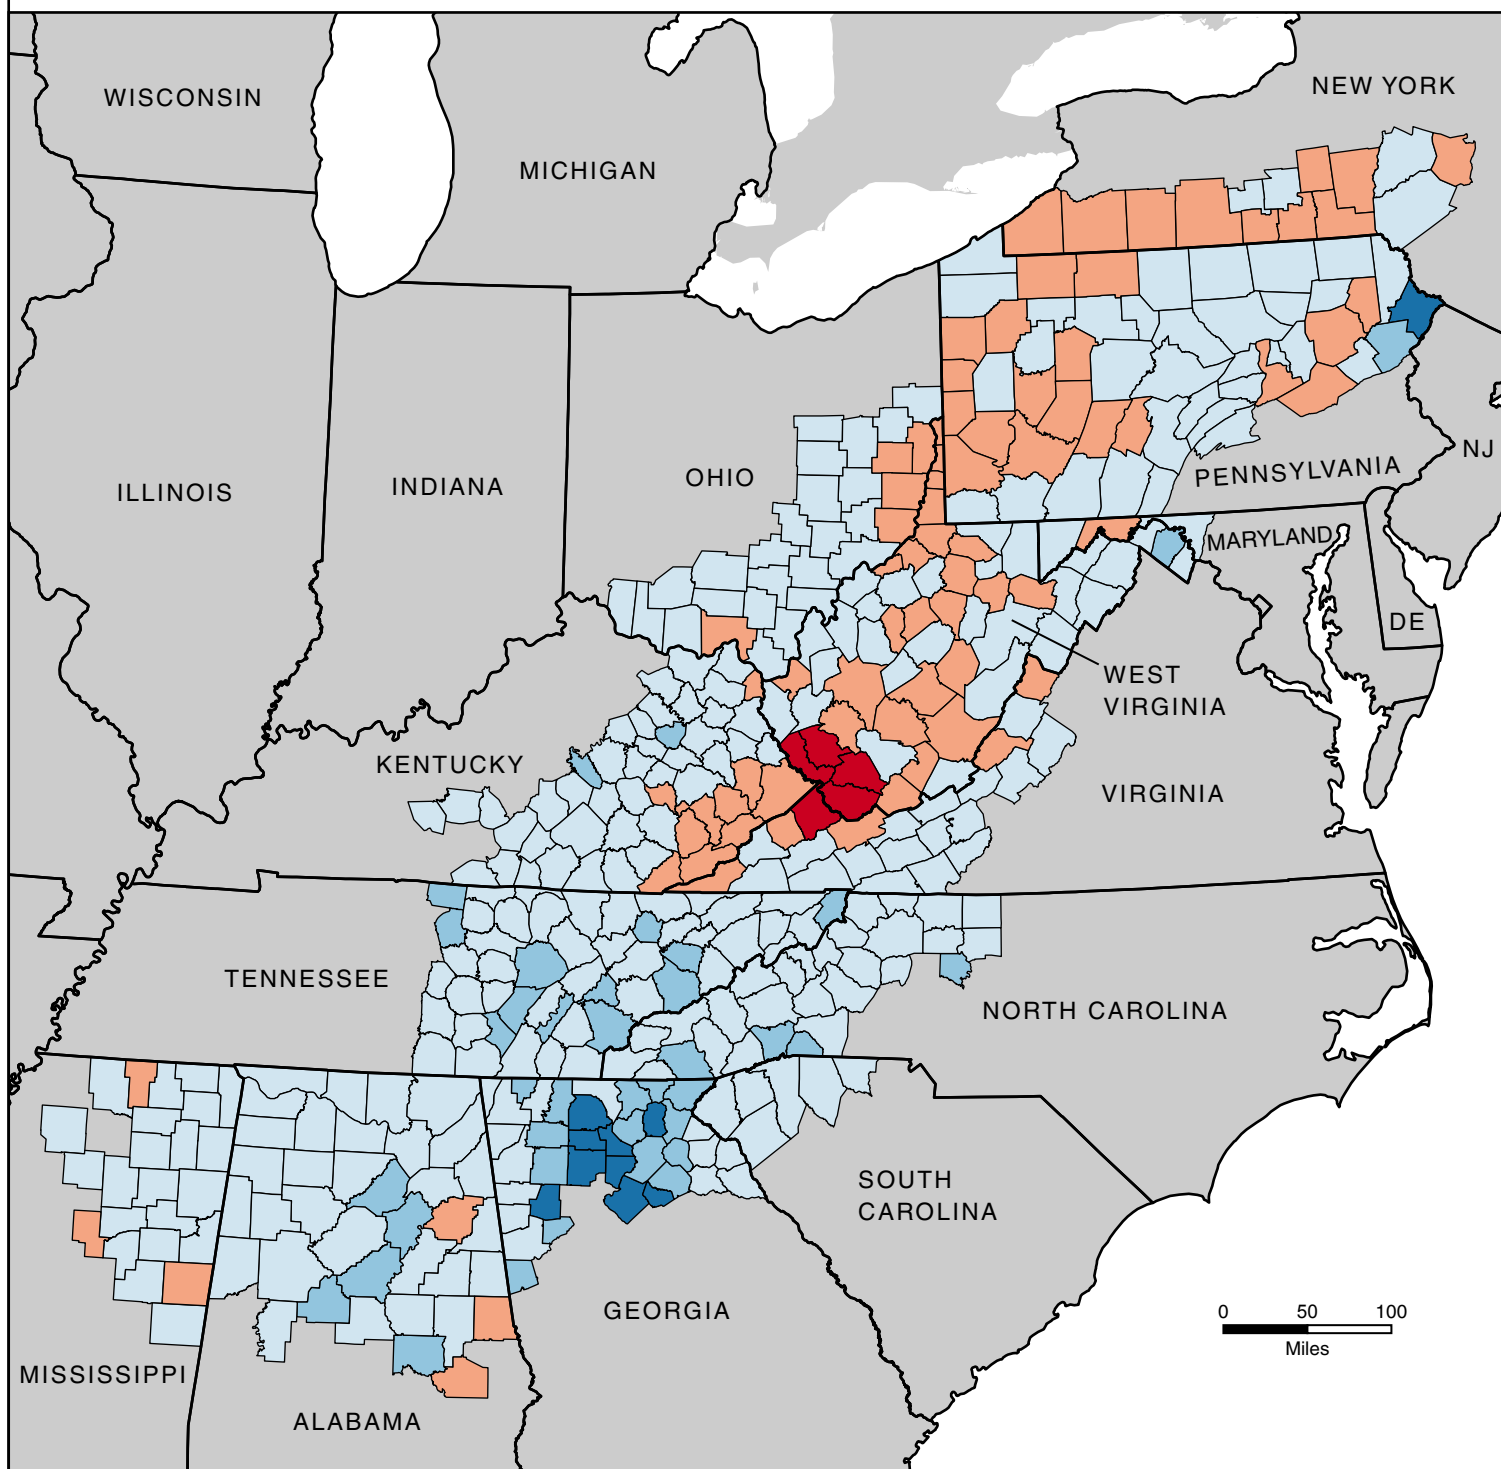 NEW YORK
WISCONSIN
MICHIGAN
NJ
PENNSYLVANIA
OHIO
INDIANA
ILLINOIS
MARYLAND
DE
WEST
VIRGINIA
KENTUCKY
VIRGINIA
TENNESSEE
NORTH CAROLINA
SOUTH
CAROLINA
GEORGIA
0 50 100
Miles
MISSISSIPPI
ALABAMA